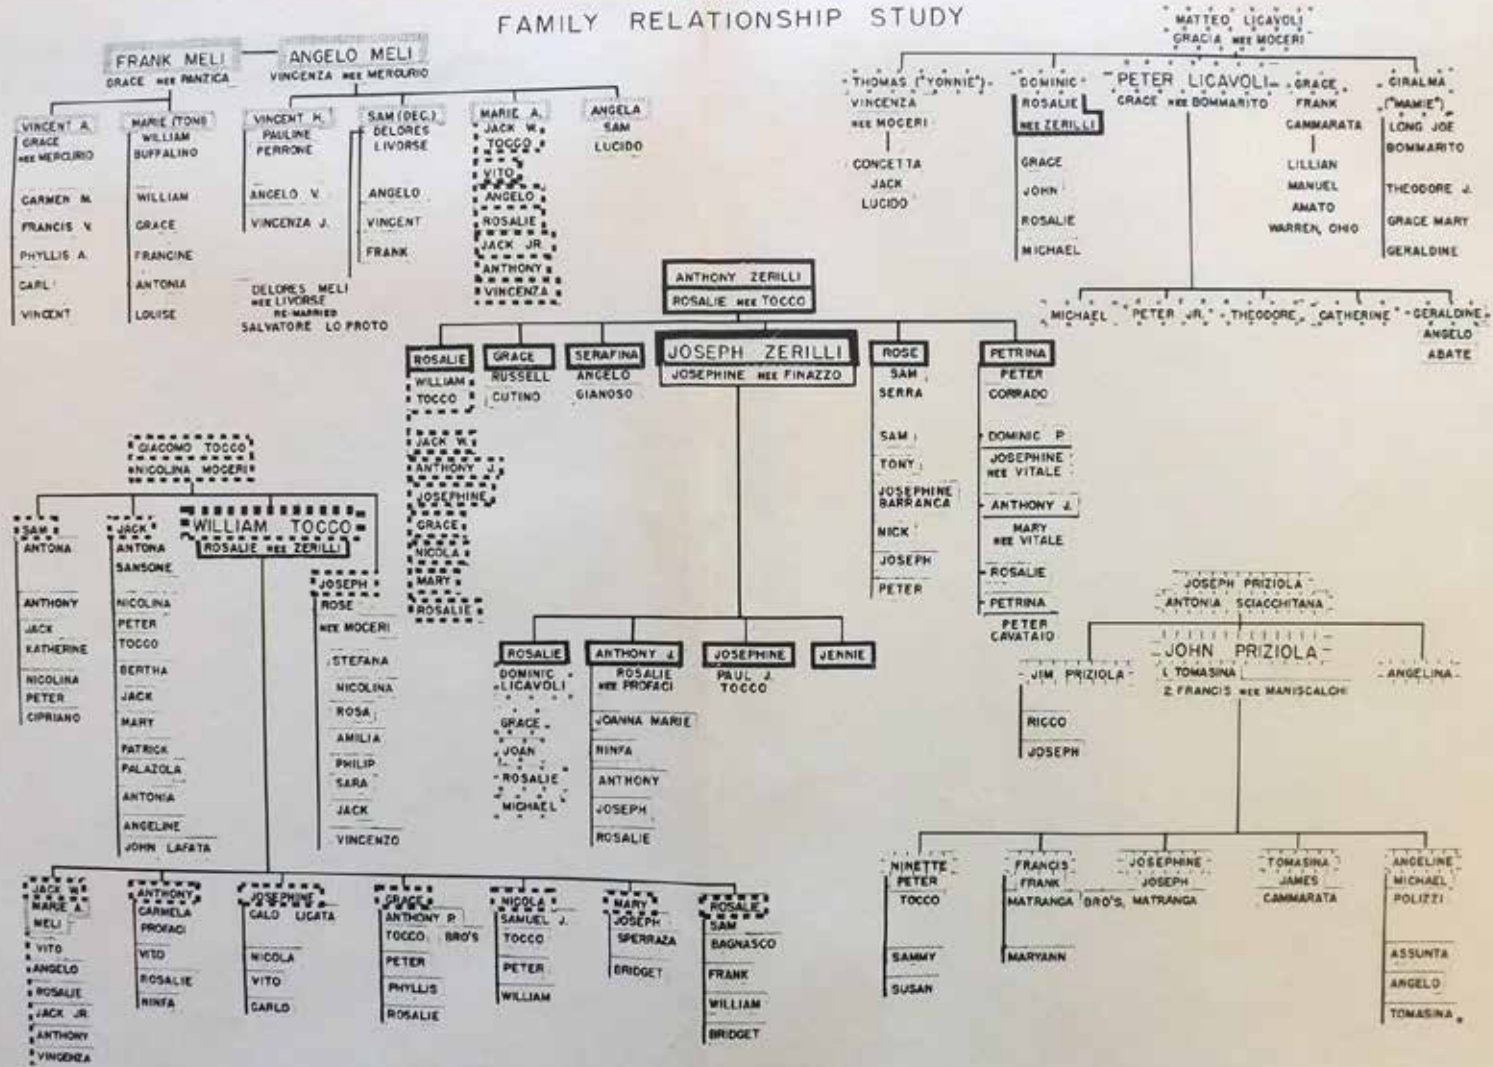 FAMILY RELATIONSHIP STUDY
FRANK MELI
GRACE NEE PANZICA
ANGELO MELI
VINCENZA NEE MERCURIO
VINCENT A.
GRACE
NEE MERCURIO
CARMEN M.
FRANCIS V.
PHYLLIS A.
CARL
VINCENT
MARIE (TONI)
WILLIAM
BUFFALINO
WILLIAM
GRACE
FRANCINE
ANTONIA
LOUISE
VINCENT H.
PAULINE
PERRONE
ANGELO V.
VINCENZA J.
SAM (DEC.)
DELORES
LIVORSE
ANGELO
VINCENT
FRANK
DELORES MELI
NEE LIVORSE
RE-MARRIED
SALVATORE LO PROTO
MARIE A.
JACK W.
TOCCO
VITO
ANGELO
ROSALIE
JACK JR.
ANTHONY
VINCENZA
ANGELA
SAM
LUCIDO
MATTEO LICAVOLI
GRACIA NEE MOCERI
THOMAS ("YONNIE")
VINCENZA
NEE MOCERI
CONCETTA
JACK
LUCIDO
DOMINIC
ROSALIE
NEE ZERILLI
GRACE
JOHN
ROSALIE
MICHAEL
PETER LICAVOLI
GRACE NEE BOMMARITO
GRACE
FRANK
CAMMARATA
LILLIAN
MANUEL
AMATO
WARREN, OHIO
GIRALMA
("MAMIE")
LONG JOE
BOMMARITO
THEODORE J.
GRACE MARY
GERALDINE
MICHAEL
PETER JR.
THEODORE
CATHERINE
GERALDINE
ANGELO
ABATE
ANTHONY ZERILLI
ROSALIE NEE TOCCO
ROSALIE
WILLIAM
TOCCO
JACK W.
ANTHONY J.
JOSEPHINE
GRACE
NICOLA
MARY
ROSALIE
GRACE
RUSSELL
CUTINO
SERAFINA
ANGELO
GIANOSO
JOSEPH ZERILLI
JOSEPHINE NEE FINAZZO
ROSE
SAM
SERRA
SAM
TONY
JOSEPHINE
BARRANCA
NICK
JOSEPH
PETER
PETRINA
PETER
CORRADO
DOMINIC P.
JOSEPHINE
NEE VITALE
ANTHONY J.
MARY
NEE VITALE
ROSALIE
PETRINA
PETER
CAVATAIO
ROSALIE
DOMINIC
LICAVOLI
GRACE
JOAN
ROSALIE
MICHAEL
ANTHONY J.
ROSALIE
NEE PROFACI
JOANNA MARIE
NINFA
ANTHONY
JOSEPH
ROSALIE
JOSEPHINE
PAUL J.
TOCCO
JENNIE
GIACOMO TOCCO
NICOLINA MOCERI
SAM
ANTONA
ANTHONY
JACK
KATHERINE
NICOLINA
PETER
CIPRIANO
JACK
ANTONA
SANSONE
NICOLINA
PETER
TOCCO
BERTHA
JACK
MARY
PATRICK
PALAZOLA
ANTONIA
ANGELINE
JOHN LAFATA
WILLIAM TOCCO
ROSALIE NEE ZERILLI
JOSEPH
ROSE
NEE MOCERI
STEFANA
NICOLINA
ROSA
AMILIA
PHILIP
SARA
JACK
VINCENZO
JACK W.
MARIE A.
MELI
VITO
ANGELO
ROSALIE
JACK JR.
ANTHONY
VINCENZA
ANTHONY
CARMELA
PROFACI
VITO
ROSALIE
NINFA
JOSEPHINE
CALO LICATA
NICOLA
VITO
CARLO
GRACE
ANTHONY P.
TOCCO BRO'S
PETER
PHYLLIS
ROSALIE
NICOLA
SAMUEL J.
TOCCO
PETER
WILLIAM
MARY
JOSEPH
SPERRAZA
BRIDGET
ROSALIE
SAM
BAGNASCO
FRANK
WILLIAM
BRIDGET
JOSEPH PRIZIOLA
ANTONIA SCIACCHITANA
JIM PRIZIOLA
RICCO
JOSEPH
JOHN PRIZIOLA
1. TOMASINA
2. FRANCIS NEE MANISCALCHI
ANGELINA
NINETTE
PETER
TOCCO
SAMMY
SUSAN
FRANCIS
FRANK
MATRANGA BRO'S,
MARYANN
JOSEPHINE
JOSEPH
MATRANGA
TOMASINA
JAMES
CAMMARATA
ANGELINE
MICHAEL
POLIZZI
ASSUNTA
ANGELO
TOMASINA